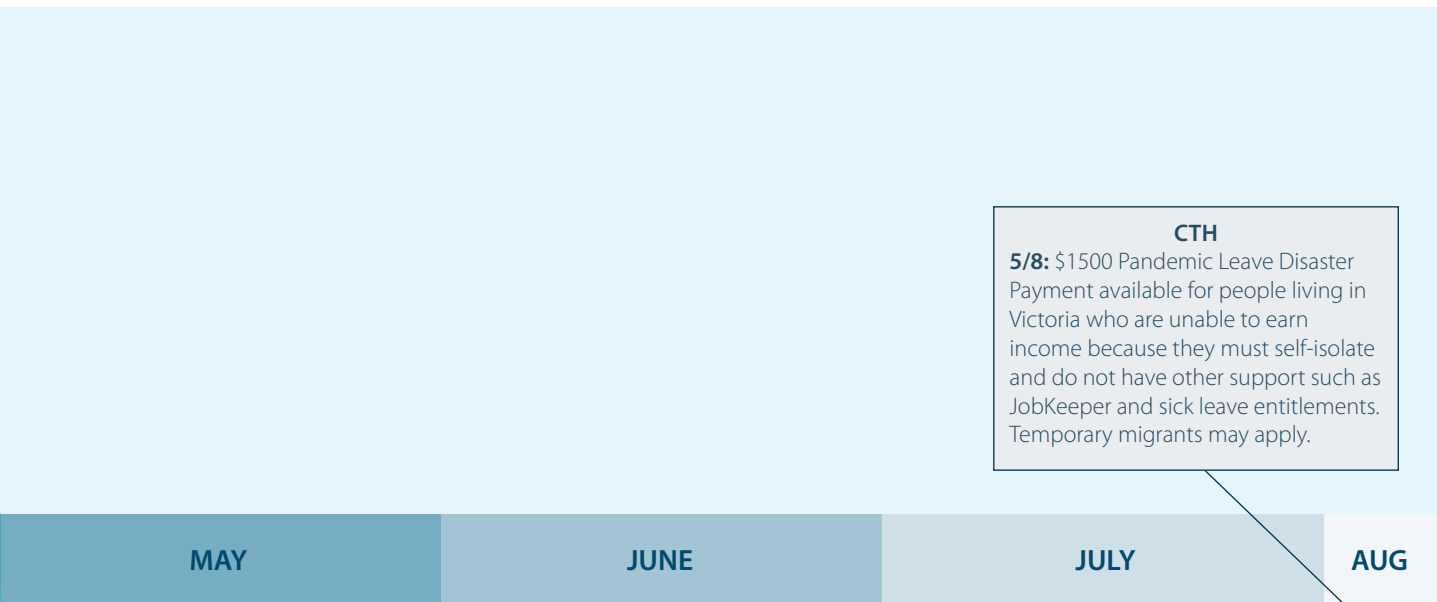 CTH
5/8: $1500 Pandemic Leave Disaster
Payment available for people living in
Victoria who are unable to earn
income because they must self-isolate
and do not have other support such as
JobKeeper and sick leave entitlements.
Temporary migrants may apply.
MAY
JUNE
JULY
AUG